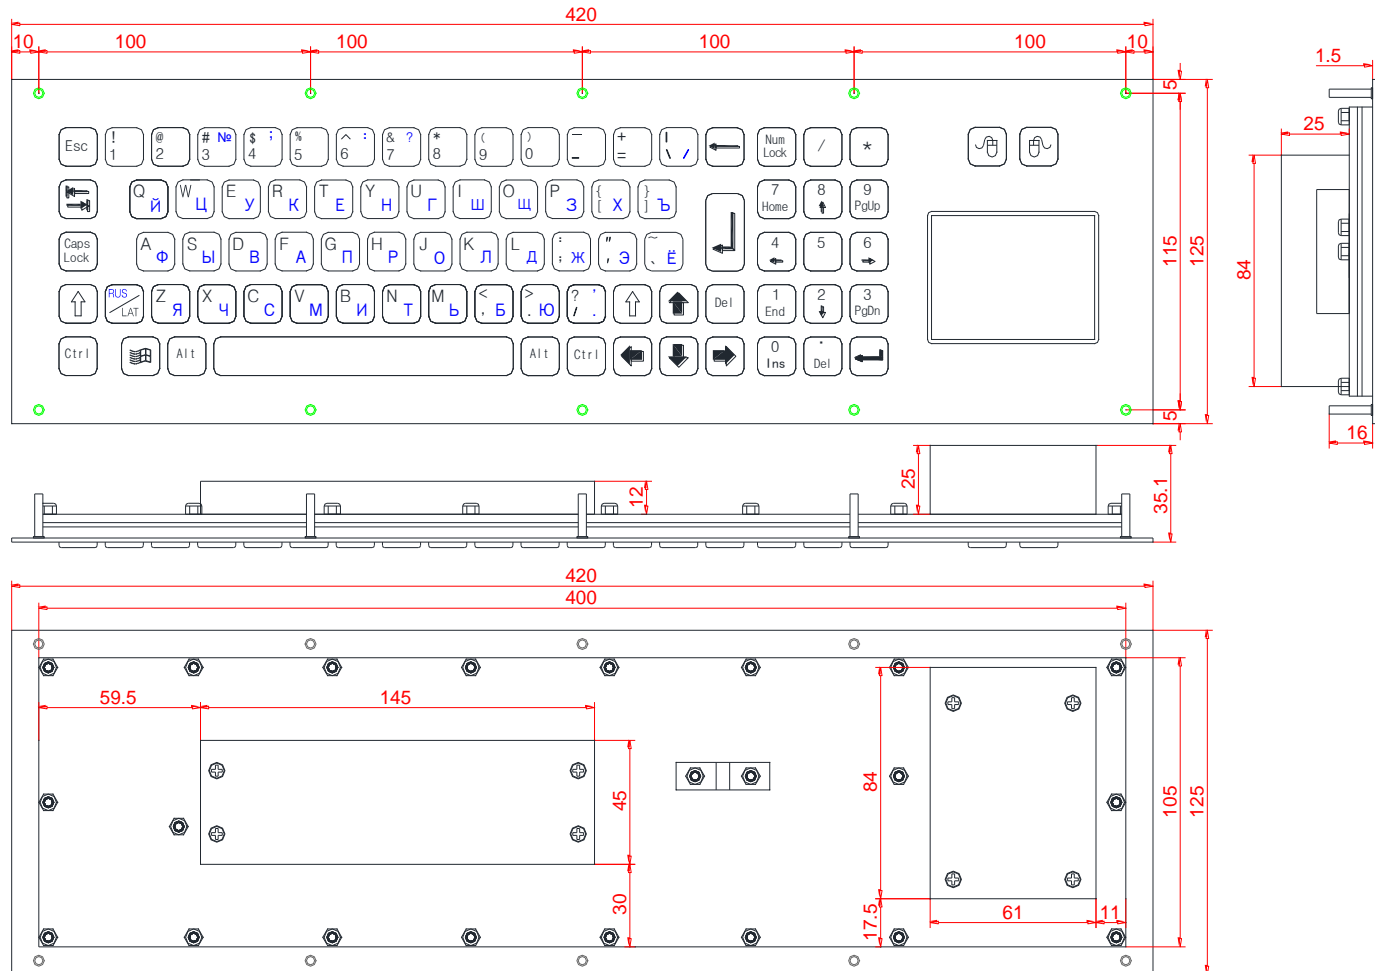 420
10 100 100 100 100 10
1.5
5
Esc ! 1 @ 2 # № 3 $ ; 4 % 5 ^ : 6 & ? 7 * 8 ( 9 ) 0 _ - + = | \ / Num Lock / *
25
Q Й W Ц E У R К T Е Y Н U Г I Ш O Щ P З { [ Х } ] Ъ 7 Home 8 9 PgUp
Caps Lock A Ф S Ы D В F А G П H Р J О K Л L Д : ; Ж " ' Э ~ ` Ё 4 5 6
115 125
84
RUS/LAT Z Я X Ч C С V М B И N Т M Ь < , Б > . Ю ? / , . Del 1 End 2 3 PgDn
Ctrl Alt Alt Ctrl 0 Ins . Del
5
16
12 25 35.1
420
400
59.5 145
45 84 105 125
30 17.5 61 11